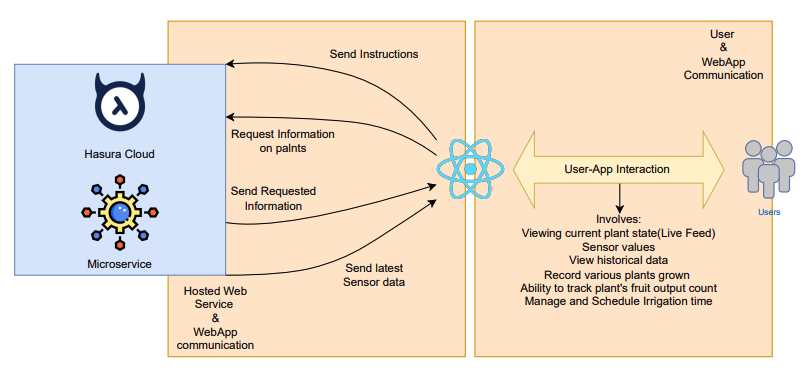 User
&
WebApp
Communication
Send Instructions
Hasura Cloud
Request Information
on palnts
User-App Interaction
Send Requested
Information
Users
Involves:
Viewing current plant state(Live Feed)
Sensor values
View historical data
Record various plants grown
Ability to track plant's fruit output count
Manage and Schedule Irrigation time
Microservice
Send latest
Sensor data
Hosted Web
Service
&
WebApp
communication